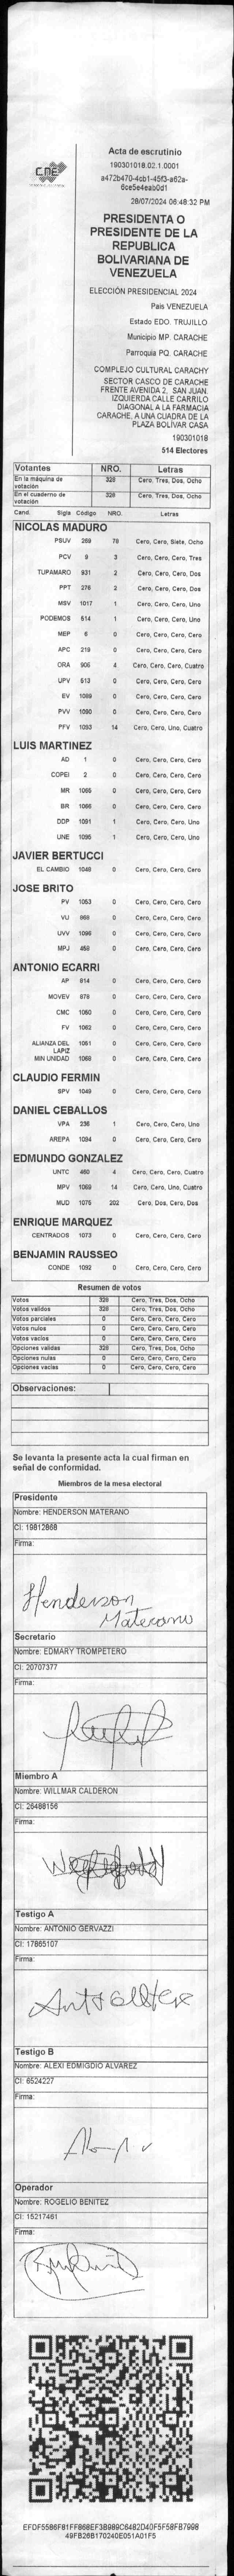 Acta de escrutinio
190301018.02.1.0001
CNE
a472b470-4cb1-45f3-a62a-
6ce5e4eab0d1
28/07/2024 06:48:32 PM
PRESIDENTA O
PRESIDENTE DE LA
REPUBLICA
BOLIVARIANA DE
VENEZUELA
ELECCIÓN PRESIDENCIAL 2024
País VENEZUELA
Estado EDO. TRUJILLO
Municipio MP. CARACHE
Parroquia PQ. CARACHE
COMPLEJO CULTURAL CARACHY
SECTOR CASCO DE CARACHE
FRENTE AVENIDA 2, SAN JUAN.
IZQUIERDA CALLE CARRILO
DIAGONAL A LA FARMACIA
CARACHE, A UNA CUADRA DE LA
PLAZA BOLÍVAR CASA
190301018
514 Electores
Votantes NRO. Letras
En la máquina de votación 328 Cero, Tres, Dos, Ocho
En el cuaderno de votación 328 Cero, Tres, Dos, Ocho
Cand. Sigla Código NRO. Letras
NICOLAS MADURO
PSUV 269 78 Cero, Cero, Siete, Ocho
PCV 9 3 Cero, Cero, Cero, Tres
TUPAMARO 931 2 Cero, Cero, Cero, Dos
PPT 276 2 Cero, Cero, Cero, Dos
MSV 1017 1 Cero, Cero, Cero, Uno
PODEMOS 514 1 Cero, Cero, Cero, Uno
MEP 6 0 Cero, Cero, Cero, Cero
APC 219 0 Cero, Cero, Cero, Cero
ORA 906 4 Cero, Cero, Cero, Cuatro
UPV 513 0 Cero, Cero, Cero, Cero
EV 1089 0 Cero, Cero, Cero, Cero
PVV 1090 0 Cero, Cero, Cero, Cero
PFV 1093 14 Cero, Cero, Uno, Cuatro
LUIS MARTINEZ
AD 1 0 Cero, Cero, Cero, Cero
COPEI 2 0 Cero, Cero, Cero, Cero
MR 1065 0 Cero, Cero, Cero, Cero
BR 1066 0 Cero, Cero, Cero, Cero
DDP 1091 1 Cero, Cero, Cero, Uno
UNE 1095 1 Cero, Cero, Cero, Uno
JAVIER BERTUCCI
EL CAMBIO 1048 0 Cero, Cero, Cero, Cero
JOSE BRITO
PV 1053 0 Cero, Cero, Cero, Cero
VU 868 0 Cero, Cero, Cero, Cero
UVV 1096 0 Cero, Cero, Cero, Cero
MPJ 459 0 Cero, Cero, Cero, Cero
ANTONIO ECARRI
AP 814 0 Cero, Cero, Cero, Cero
MOVEV 878 0 Cero, Cero, Cero, Cero
CMC 1060 0 Cero, Cero, Cero, Cero
FV 1062 0 Cero, Cero, Cero, Cero
ALIANZA DEL LAPIZ 1051 0 Cero, Cero, Cero, Cero
MIN UNIDAD 1068 0 Cero, Cero, Cero, Cero
CLAUDIO FERMIN
SPV 1049 0 Cero, Cero, Cero, Cero
DANIEL CEBALLOS
VPA 236 1 Cero, Cero, Cero, Uno
AREPA 1094 0 Cero, Cero, Cero, Cero
EDMUNDO GONZALEZ
UNTC 460 4 Cero, Cero, Cero, Cuatro
MPV 1069 14 Cero, Cero, Uno, Cuatro
MUD 1075 202 Cero, Dos, Cero, Dos
ENRIQUE MARQUEZ
CENTRADOS 1073 0 Cero, Cero, Cero, Cero
BENJAMIN RAUSSEO
CONDE 1092 0 Cero, Cero, Cero, Cero
Resumen de votos
Votos 328 Cero, Tres, Dos, Ocho
Votos validos 328 Cero, Tres, Dos, Ocho
Votos parciales 0 Cero, Cero, Cero, Cero
Votos nulos 0 Cero, Cero, Cero, Cero
Votos vacios 0 Cero, Cero, Cero, Cero
Opciones validas 328 Cero, Tres, Dos, Ocho
Opciones nulas 0 Cero, Cero, Cero, Cero
Opciones vacias 0 Cero, Cero, Cero, Cero
Observaciones:
Se levanta la presente acta la cual firman en
señal de conformidad.
Miembros de la mesa electoral
Presidente
Nombre: HENDERSON MATERANO
CI: 19812868
Firma:
Henderson
Materano
Secretario
Nombre: EDMARY TROMPETERO
CI: 20707377
Firma:
Miembro A
Nombre: WILLMAR CALDERON
CI: 26488156
Firma:
Testigo A
Nombre: ANTONIO GERVAZZI
CI: 17865107
Firma:
Testigo B
Nombre: ALEXI EDMIGDIO ALVAREZ
CI: 6524227
Firma:
Operador
Nombre: ROGELIO BENITEZ
CI: 15217461
Firma:
EFDF5586F81FF868EF3B989C6482D40F5F58FB7998
49FB26B170240E051A01F5